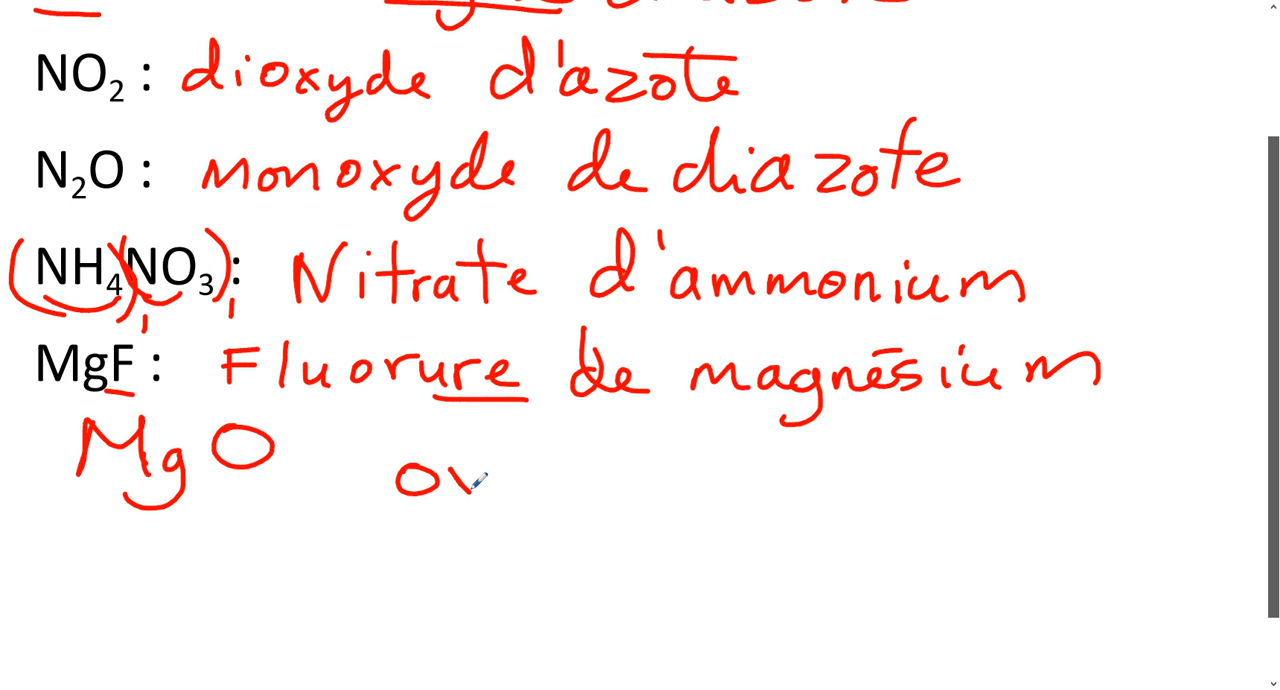 NO₂ : dioxyde d'azote
N₂O : monoxyde de diazote
(NH₄)(NO₃) : Nitrate d'ammonium
MgF : Fluorure de magnésium
MgO